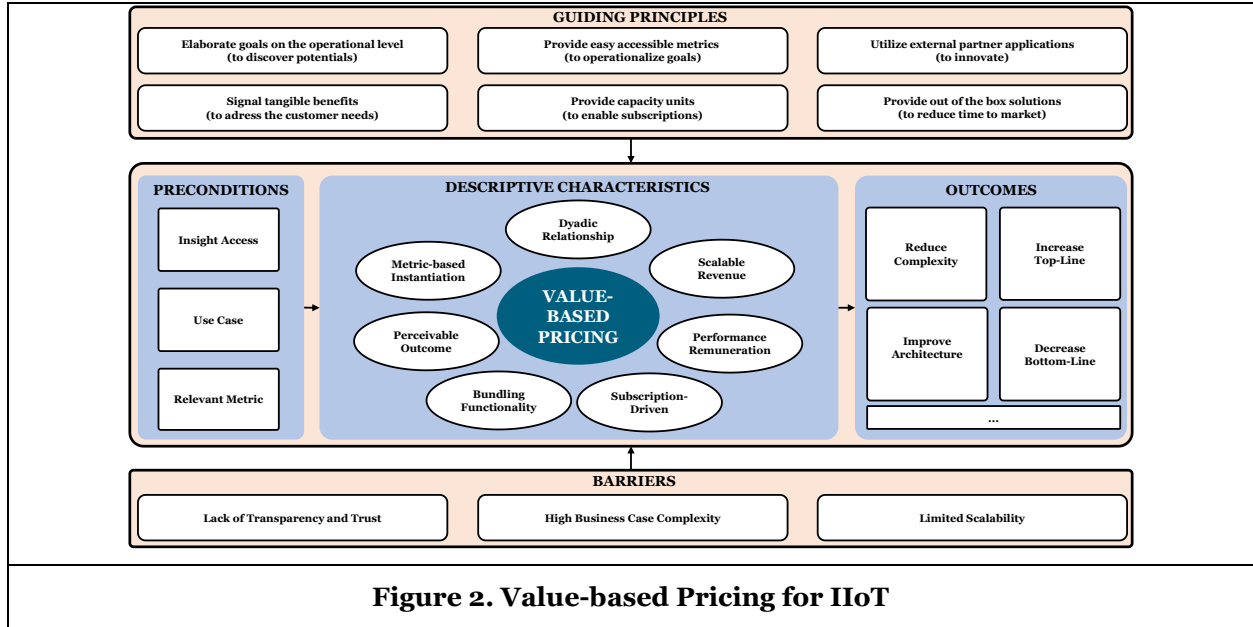 GUIDING PRINCIPLES
Elaborate goals on the operational level
(to discover potentials)
Provide easy accessible metrics
(to operationalize goals)
Utilize external partner applications
(to innovate)
Signal tangible benefits
(to adress the customer needs)
Provide capacity units
(to enable subscriptions)
Provide out of the box solutions
(to reduce time to market)
PRECONDITIONS
Insight Access
Use Case
Relevant Metric
DESCRIPTIVE CHARACTERISTICS
Dyadic
Relationship
Metric-based
Instantiation
Scalable
Revenue
VALUE-
BASED
PRICING
Perceivable
Outcome
Performance
Remuneration
Bundling
Functionality
Subscription-
Driven
OUTCOMES
Reduce
Complexity
Increase
Top-Line
Improve
Architecture
Decrease
Bottom-Line
...
BARRIERS
Lack of Transparency and Trust
High Business Case Complexity
Limited Scalability
Figure 2. Value-based Pricing for IIoT